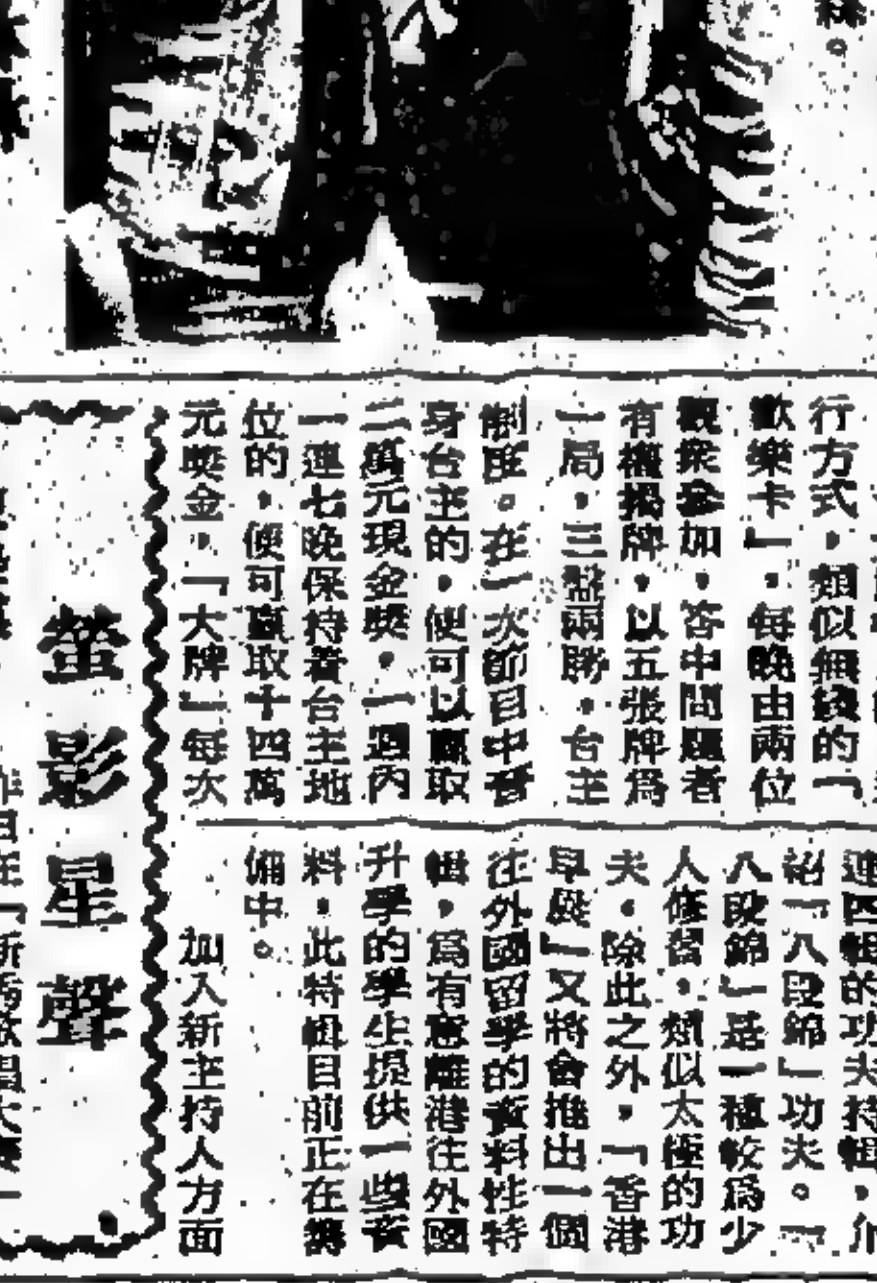 行方式，類似無綫的「
歡樂卡」，每晚由兩位
觀衆參加，答中問題者
有權揭牌，以五張牌爲
一局，三盤兩勝，台主
制度。在一次節目中晉
身台主的，便可以贏取
二萬元現金獎，一週內
一連七晚保持着台主地
位的，便可贏取十四萬
元獎金，「大牌」每次
連四輯的功夫特輯，介
紹「八段錦」功夫。「
八段錦」是一種較爲少
人修習，類似太極的功
夫，除此之外，「香港
早晨」又將會推出一個
往外國留學的資料性特
輯，爲有意離港往外國
升學的學生提供一些資
料，此特輯目前正在籌
備中。
加入新主持人方面
螢影星聲